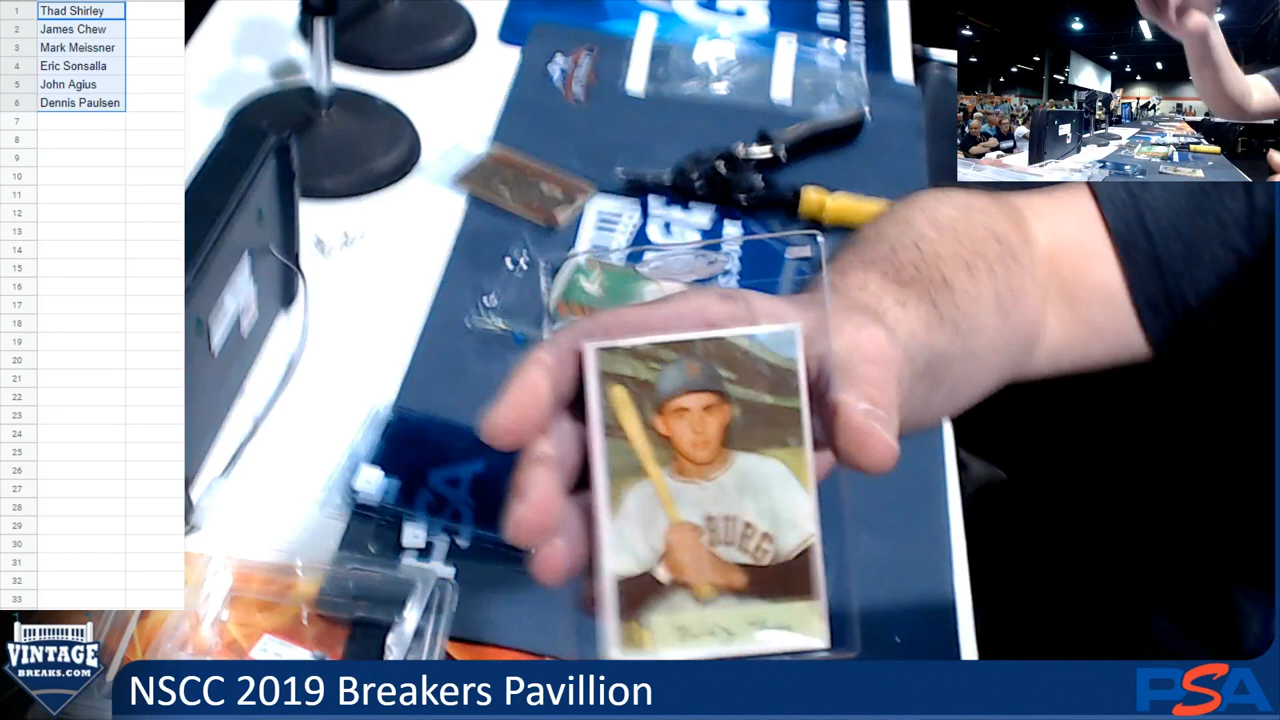 1 Thad Shirley
2 James Chew
3 Mark Meissner
4 Eric Sonsalla
5 John Agius
6 Dennis Paulsen
7
8
9
10
11
12
13
14
15
16
17
18
19
20
21
22
23
24
25
26
27
28
29
30
31
32
33
BURG
PSA
VINTAGE
BREAKS.COM
NSCC 2019 Breakers Pavillion
PSA